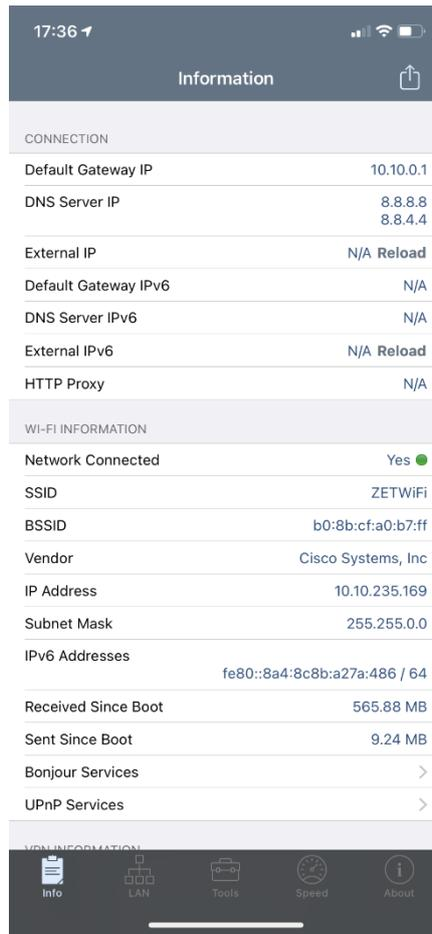 17:36
Information
CONNECTION
Default Gateway IP 10.10.0.1
DNS Server IP 8.8.8.8
8.8.4.4
External IP N/A Reload
Default Gateway IPv6 N/A
DNS Server IPv6 N/A
External IPv6 N/A Reload
HTTP Proxy N/A
WI-FI INFORMATION
Network Connected Yes
SSID ZETWiFi
BSSID b0:8b:cf:a0:b7:ff
Vendor Cisco Systems, Inc
IP Address 10.10.235.169
Subnet Mask 255.255.0.0
IPv6 Addresses
fe80::8a4:8c8b:a27a:486 / 64
Received Since Boot 565.88 MB
Sent Since Boot 9.24 MB
Bonjour Services
UPnP Services
VPN INFORMATION
Info LAN Tools Speed About